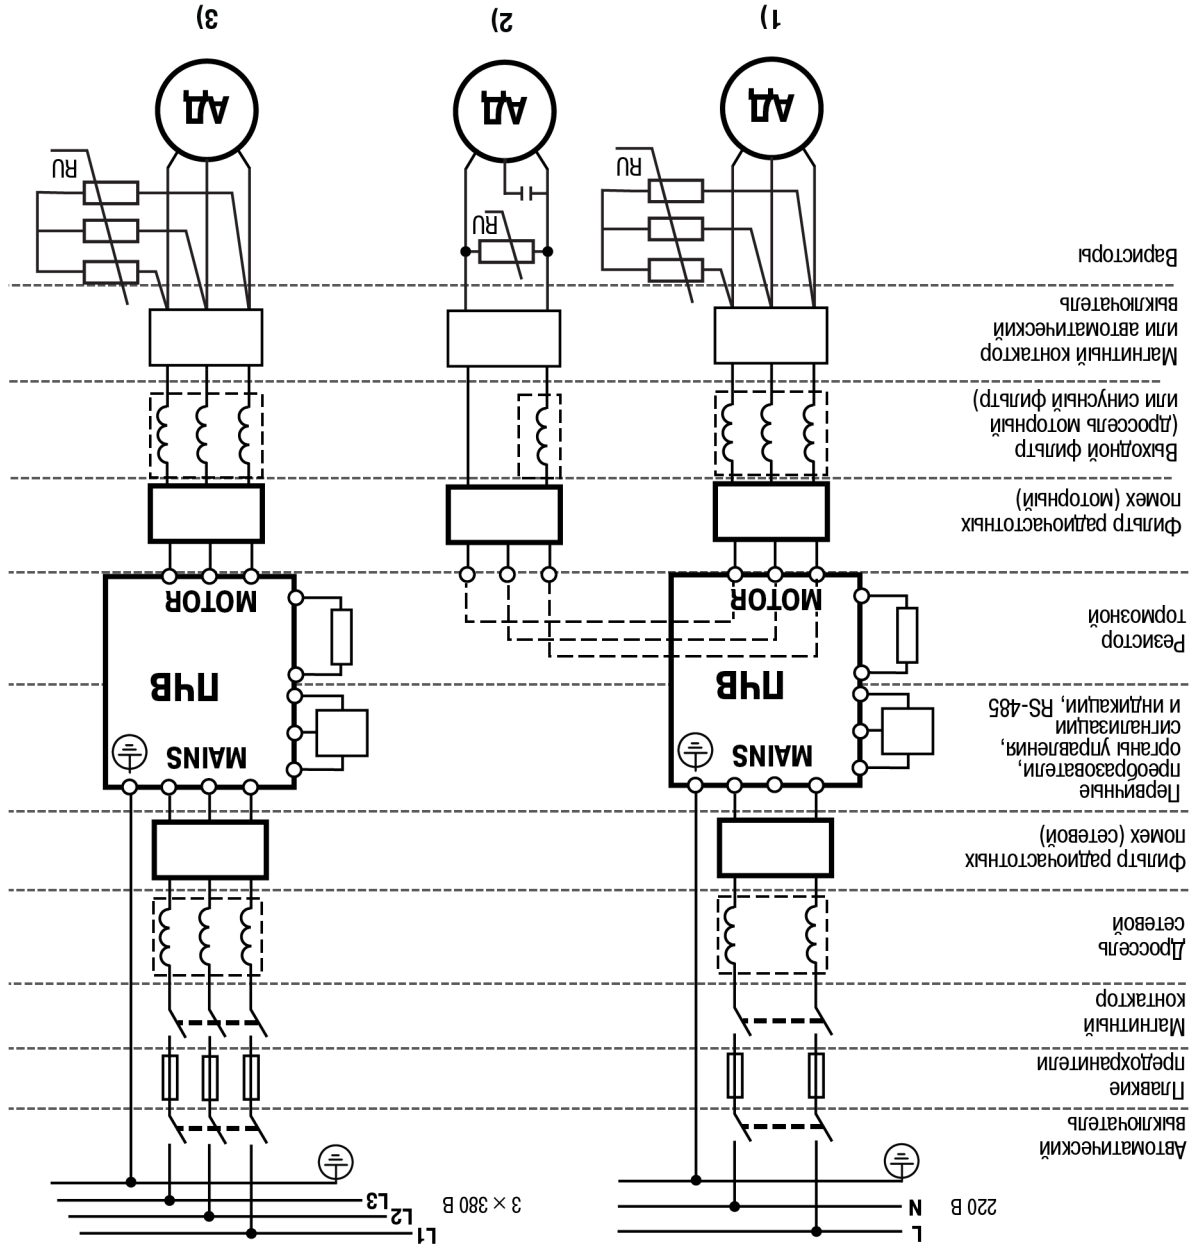 220 В
L
N
3 × 380 В
L1
L2
L3
Автоматический
выключатель
Плавкие
предохранители
Магнитный
контактор
Дроссель
сетевой
Фильтр радиочастотных
помех (сетевой)
Первичные
преобразователи,
органы управления,
сигнализации
и индикации, RS-485
MAINS
ПЧВ
MOTOR
MAINS
ПЧВ
MOTOR
Резистор
тормозной
Фильтр радиочастотных
помех (моторный)
Выходной фильтр
(дроссель моторный
или синусный фильтр)
Магнитный контактор
или автоматический
выключатель
Варисторы
RU
RU
RU
АД
АД
АД
1)
2)
3)